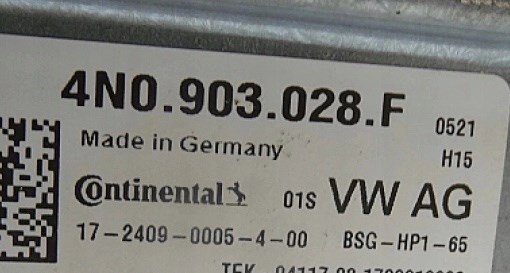 4N0.903.028.F 0521
Made in Germany H15
Continental 01S VW AG
17-2409-0005-4-00 BSG-HP1-65